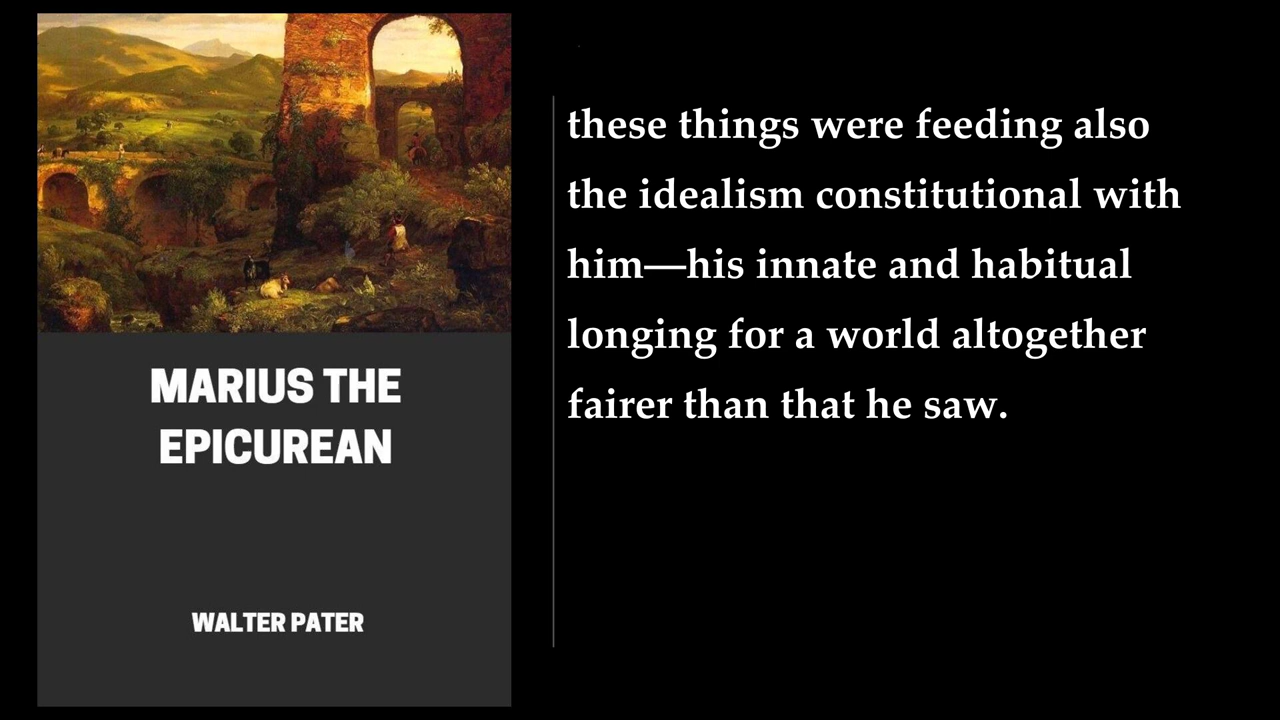 MARIUS THE
EPICUREAN
WALTER PATER
these things were feeding also
the idealism constitutional with
him—his innate and habitual
longing for a world altogether
fairer than that he saw.